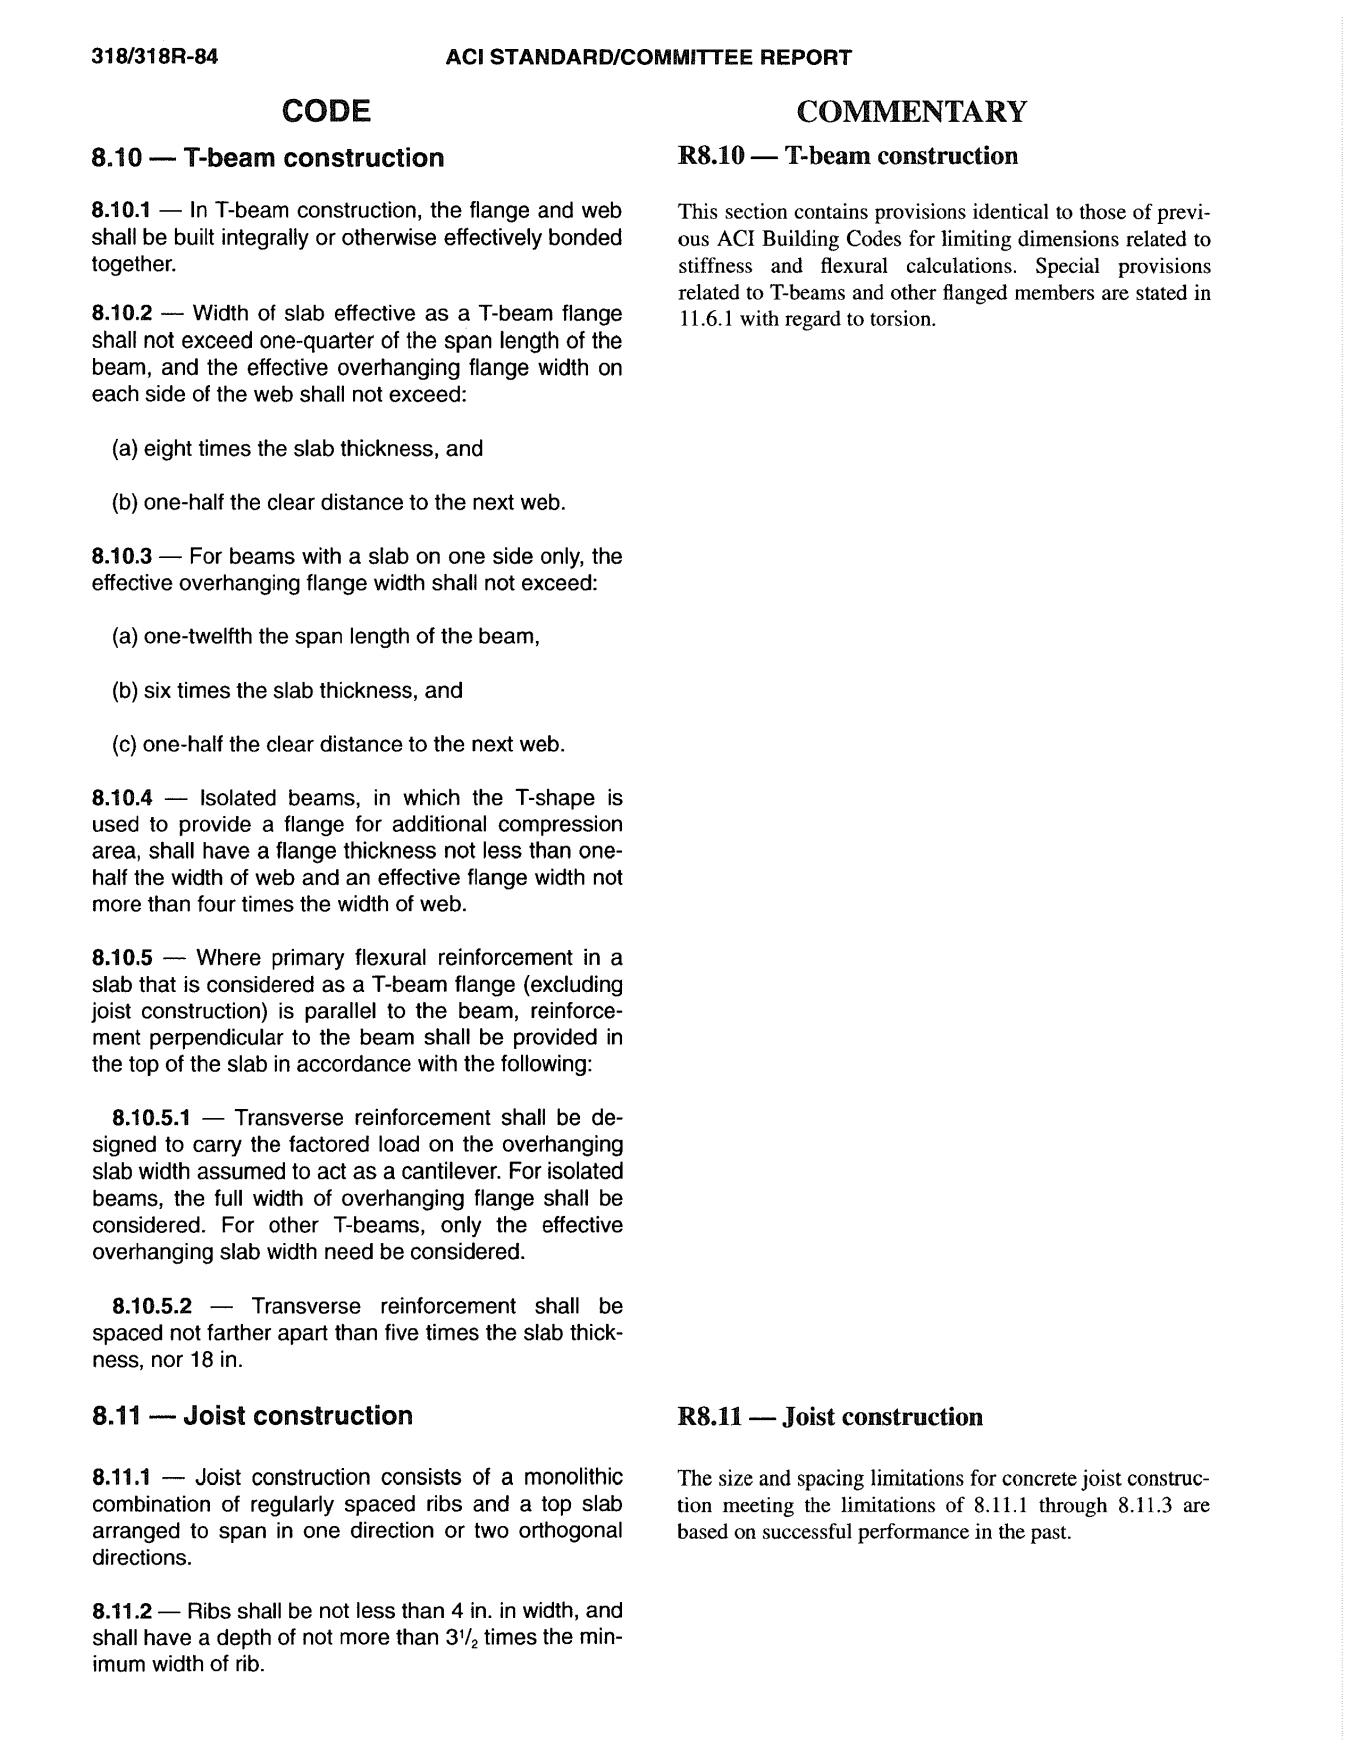 318/318R-84
ACI STANDARD/COMMITTEE REPORT
CODE
8.10 — T-beam construction
8.10.1 — In T-beam construction, the flange and web
shall be built integrally or otherwise effectively bonded
together.
8.10.2 — Width of slab effective as a T-beam flange
shall not exceed one-quarter of the span length of the
beam, and the effective overhanging flange width on
each side of the web shall not exceed:
(a) eight times the slab thickness, and
(b) one-half the clear distance to the next web.
8.10.3 — For beams with a slab on one side only, the
effective overhanging flange width shall not exceed:
(a) one-twelfth the span length of the beam,
(b) six times the slab thickness, and
(c) one-half the clear distance to the next web.
8.10.4 — Isolated beams, in which the T-shape is
used to provide a flange for additional compression
area, shall have a flange thickness not less than one-
half the width of web and an effective flange width not
more than four times the width of web.
8.10.5 — Where primary flexural reinforcement in a
slab that is considered as a T-beam flange (excluding
joist construction) is parallel to the beam, reinforce-
ment perpendicular to the beam shall be provided in
the top of the slab in accordance with the following:
8.10.5.1 — Transverse reinforcement shall be de-
signed to carry the factored load on the overhanging
slab width assumed to act as a cantilever. For isolated
beams, the full width of overhanging flange shall be
considered. For other T-beams, only the effective
overhanging slab width need be considered.
8.10.5.2 — Transverse reinforcement shall be
spaced not farther apart than five times the slab thick-
ness, nor 18 in.
8.11 — Joist construction
8.11.1 — Joist construction consists of a monolithic
combination of regularly spaced ribs and a top slab
arranged to span in one direction or two orthogonal
directions.
8.11.2 — Ribs shall be not less than 4 in. in width, and
shall have a depth of not more than 3½ times the min-
imum width of rib.
COMMENTARY
R8.10 — T-beam construction
This section contains provisions identical to those of previ-
ous ACI Building Codes for limiting dimensions related to
stiffness and flexural calculations. Special provisions
related to T-beams and other flanged members are stated in
11.6.1 with regard to torsion.
R8.11 — Joist construction
The size and spacing limitations for concrete joist construc-
tion meeting the limitations of 8.11.1 through 8.11.3 are
based on successful performance in the past.